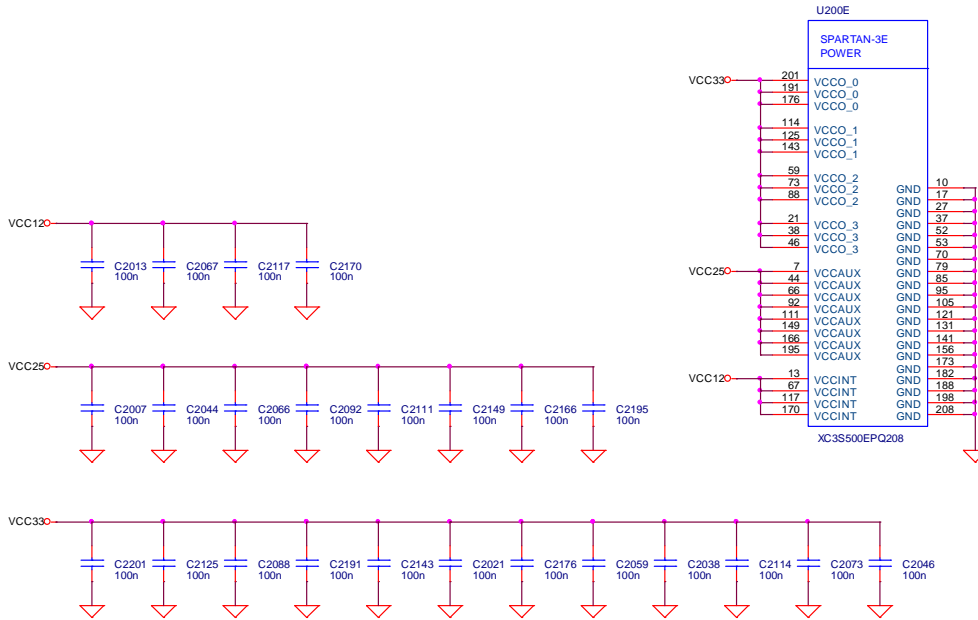 U200E
SPARTAN-3E
POWER
VCC33
201 VCCO_0
191 VCCO_0
176 VCCO_0
114 VCCO_1
125 VCCO_1
143 VCCO_1
59 VCCO_2
73 VCCO_2
88 VCCO_2
21 VCCO_3
38 VCCO_3
46 VCCO_3
VCC25
7 VCCAUX
44 VCCAUX
66 VCCAUX
92 VCCAUX
111 VCCAUX
149 VCCAUX
166 VCCAUX
195 VCCAUX
VCC12
13 VCCINT
67 VCCINT
117 VCCINT
170 VCCINT
GND 10
GND 17
GND 27
GND 37
GND 52
GND 53
GND 70
GND 79
GND 85
GND 95
GND 105
GND 121
GND 131
GND 141
GND 156
GND 173
GND 182
GND 188
GND 198
GND 208
XC3S500EPQ208
VCC12
C2013 C2067 C2117 C2170
100n 100n 100n 100n
VCC25
C2007 C2044 C2066 C2092 C2111 C2149 C2166 C2195
100n 100n 100n 100n 100n 100n 100n 100n
VCC33
C2201 C2125 C2088 C2191 C2143 C2021 C2176 C2059 C2038 C2114 C2073 C2046
100n 100n 100n 100n 100n 100n 100n 100n 100n 100n 100n 100n